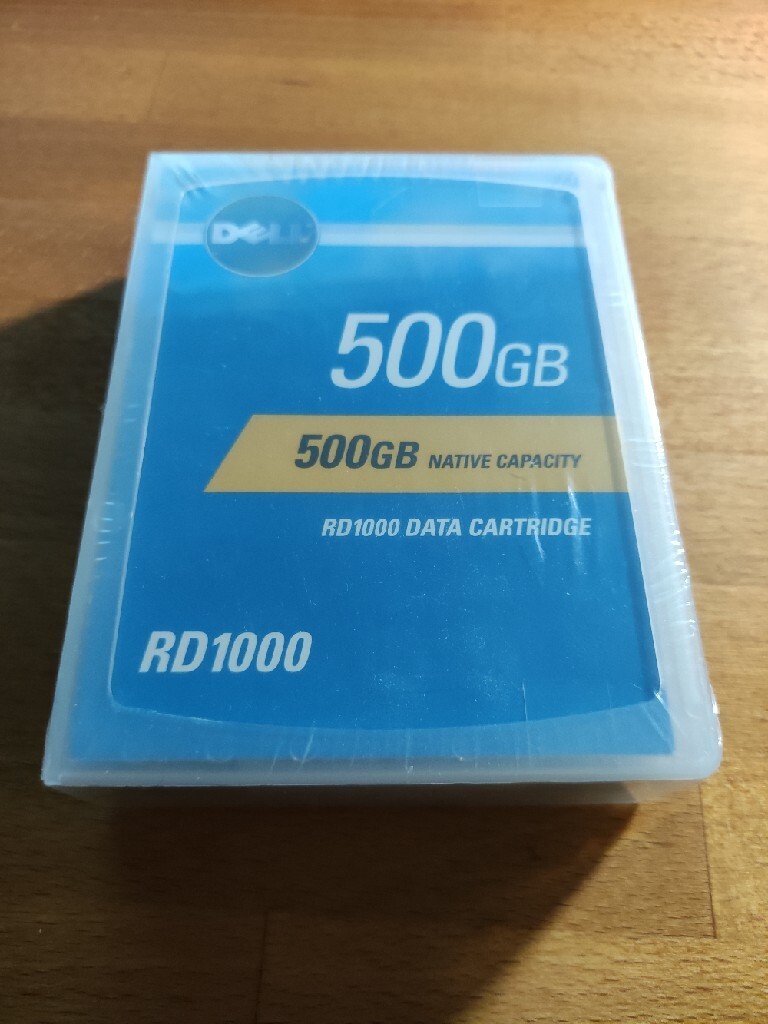 DELL
500GB
500GB NATIVE CAPACITY
RD1000 DATA CARTRIDGE
RD1000